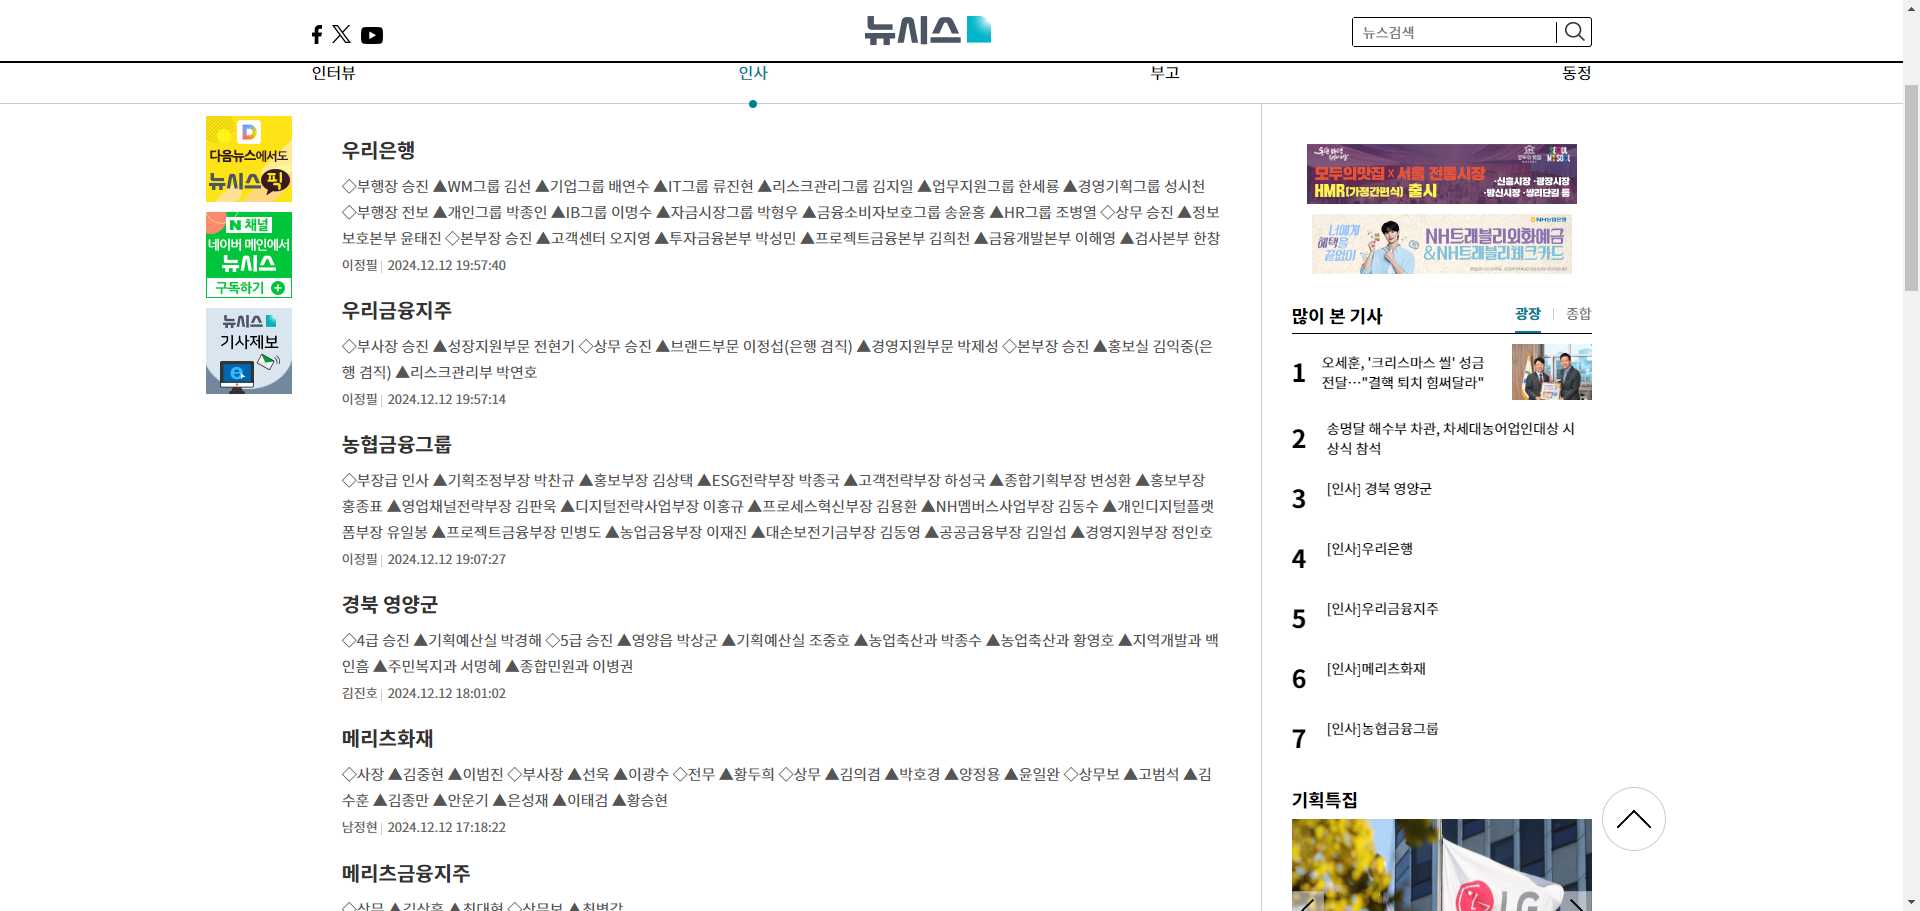 뉴시스
뉴스검색
인터뷰
인사
부고
동정
다음뉴스에서도
뉴시스픽
N 채널
네이버 메인에서
뉴시스
구독하기
뉴시스
기사제보
우리은행
◇부행장 승진 ▲WM그룹 김선 ▲기업그룹 배연수 ▲IT그룹 류진현 ▲리스크관리그룹 김지일 ▲업무지원그룹 한세룡 ▲경영기획그룹 성시천
◇부행장 전보 ▲개인그룹 박종인 ▲IB그룹 이명수 ▲자금시장그룹 박형우 ▲금융소비자보호그룹 송윤홍 ▲HR그룹 조병열 ◇상무 승진 ▲정보
보호본부 윤태진 ◇본부장 승진 ▲고객센터 오지영 ▲투자금융본부 박성민 ▲프로젝트금융본부 김희천 ▲금융개발본부 이해영 ▲검사본부 한창
이정필 2024.12.12 19:57:40
우리금융지주
◇부사장 승진 ▲성장지원부문 전현기 ◇상무 승진 ▲브랜드부문 이정섭(은행 겸직) ▲경영지원부문 박제성 ◇본부장 승진 ▲홍보실 김익중(은
행 겸직) ▲리스크관리부 박연호
이정필 2024.12.12 19:57:14
농협금융그룹
◇부장급 인사 ▲기획조정부장 박찬규 ▲홍보부장 김상택 ▲ESG전략부장 박종국 ▲고객전략부장 하성국 ▲종합기획부장 변성환 ▲홍보부장
홍종표 ▲영업채널전략부장 김판욱 ▲디지털전략사업부장 이홍규 ▲프로세스혁신부장 김용환 ▲NH멤버스사업부장 김동수 ▲개인디지털플랫
폼부장 유일봉 ▲프로젝트금융부장 민병도 ▲농업금융부장 이재진 ▲대손보전기금부장 김동영 ▲공공금융부장 김일섭 ▲경영지원부장 정인호
이정필 2024.12.12 19:07:27
경북 영양군
◇4급 승진 ▲기획예산실 박경해 ◇5급 승진 ▲영양읍 박상군 ▲기획예산실 조중호 ▲농업축산과 박종수 ▲농업축산과 황영호 ▲지역개발과 백
인흠 ▲주민복지과 서명혜 ▲종합민원과 이병권
김진호 2024.12.12 18:01:02
메리츠화재
◇사장 ▲김중현 ▲이범진 ◇부사장 ▲선욱 ▲이광수 ◇전무 ▲황두희 ◇상무 ▲김의겸 ▲박호경 ▲양정용 ▲윤일완 ◇상무보 ▲고범석 ▲김
수훈 ▲김종만 ▲안운기 ▲은성재 ▲이태검 ▲황승현
남정현 2024.12.12 17:18:22
메리츠금융지주
모두의맛집 x 서울 전통시장
HMR(가정간편식) 출시
·신흥시장 ·광장시장
·망신시장 ·쌀리단길 등
NH농협은행
너에게
혜택을
끝없이
NH트래블리외화예금
&NH트래블리체크카드
많이 본 기사
광장
종합
1
오세훈, '크리스마스 씰' 성금
전달…"결핵 퇴치 힘써달라"
2
송명달 해수부 차관, 차세대농어업인대상 시
상식 참석
3
[인사] 경북 영양군
4
[인사]우리은행
5
[인사]우리금융지주
6
[인사]메리츠화재
7
[인사]농협금융그룹
기획특집
LG